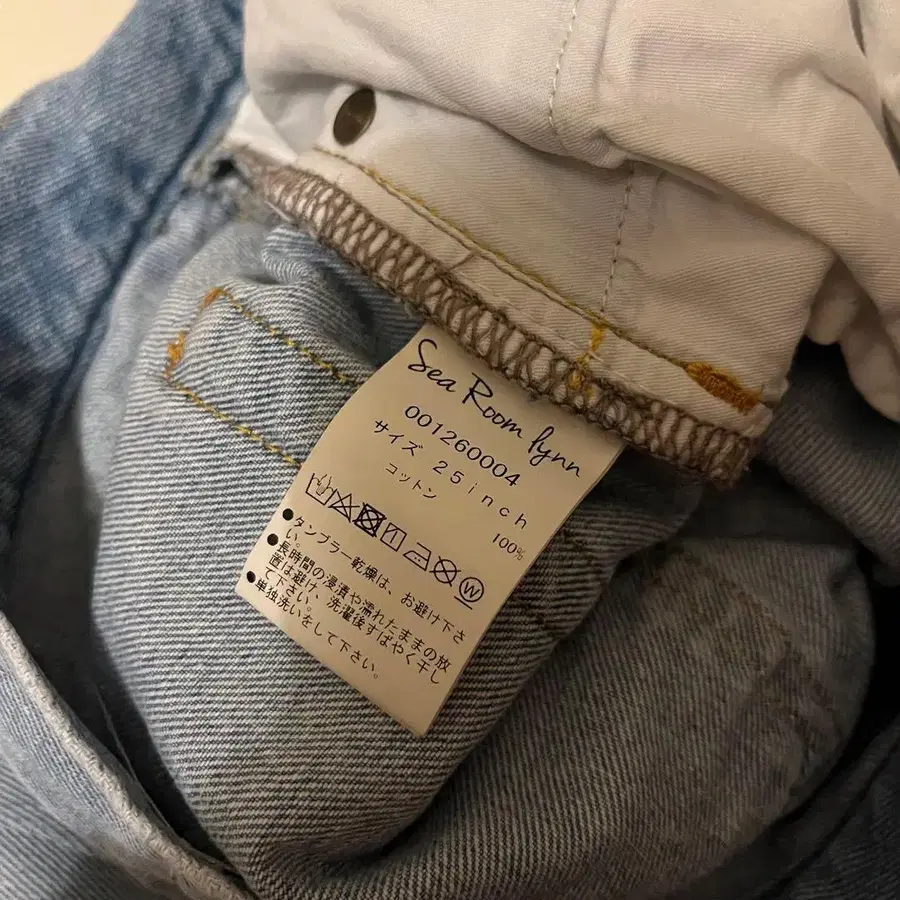 Sea Room lynn
001260004
サイズ 25inch
コットン 100%
W
●タンブラー乾燥は、お避け下さ
い。
●長時間の浸漬や濡れたままの放
置は避け、洗濯後すばやく干し
て下さい。
●単独洗いをして下さい。